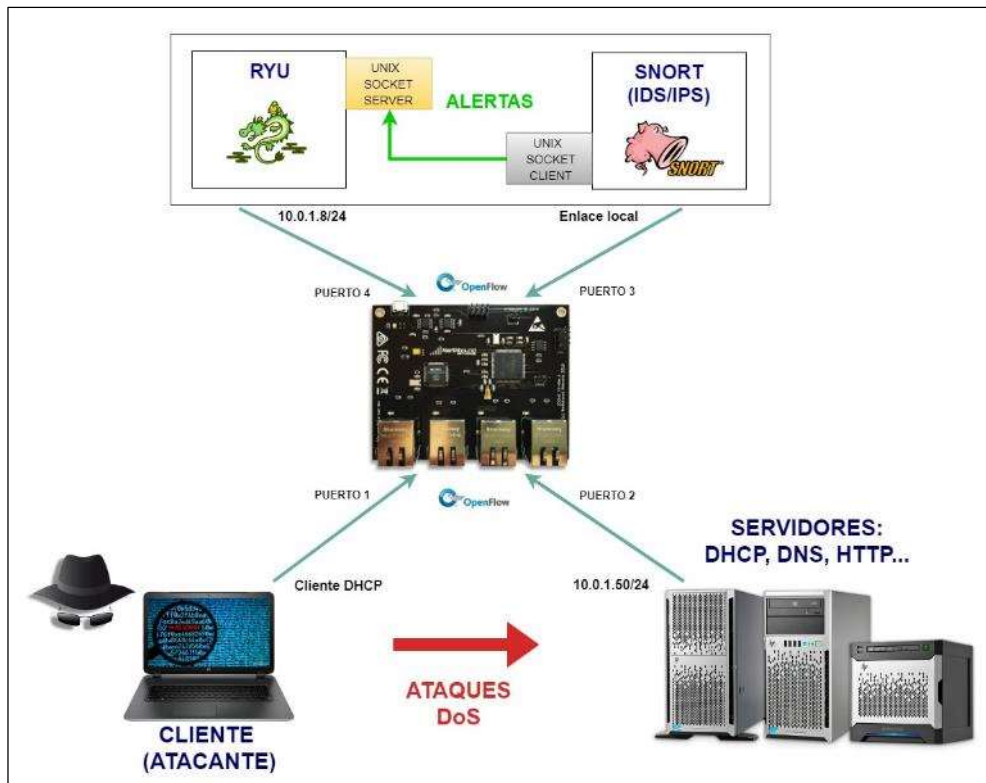 RYU
UNIX
SOCKET
SERVER
ALERTAS
SNORT
(IDS/IPS)
UNIX
SOCKET
CLIENT
SNORT
10.0.1.8/24
Enlace local
PUERTO 4
OpenFlow
PUERTO 3
PUERTO 1
OpenFlow
PUERTO 2
SERVIDORES:
DHCP, DNS, HTTP...
Cliente DHCP
10.0.1.50/24
ATAQUES
DoS
CLIENTE
(ATACANTE)